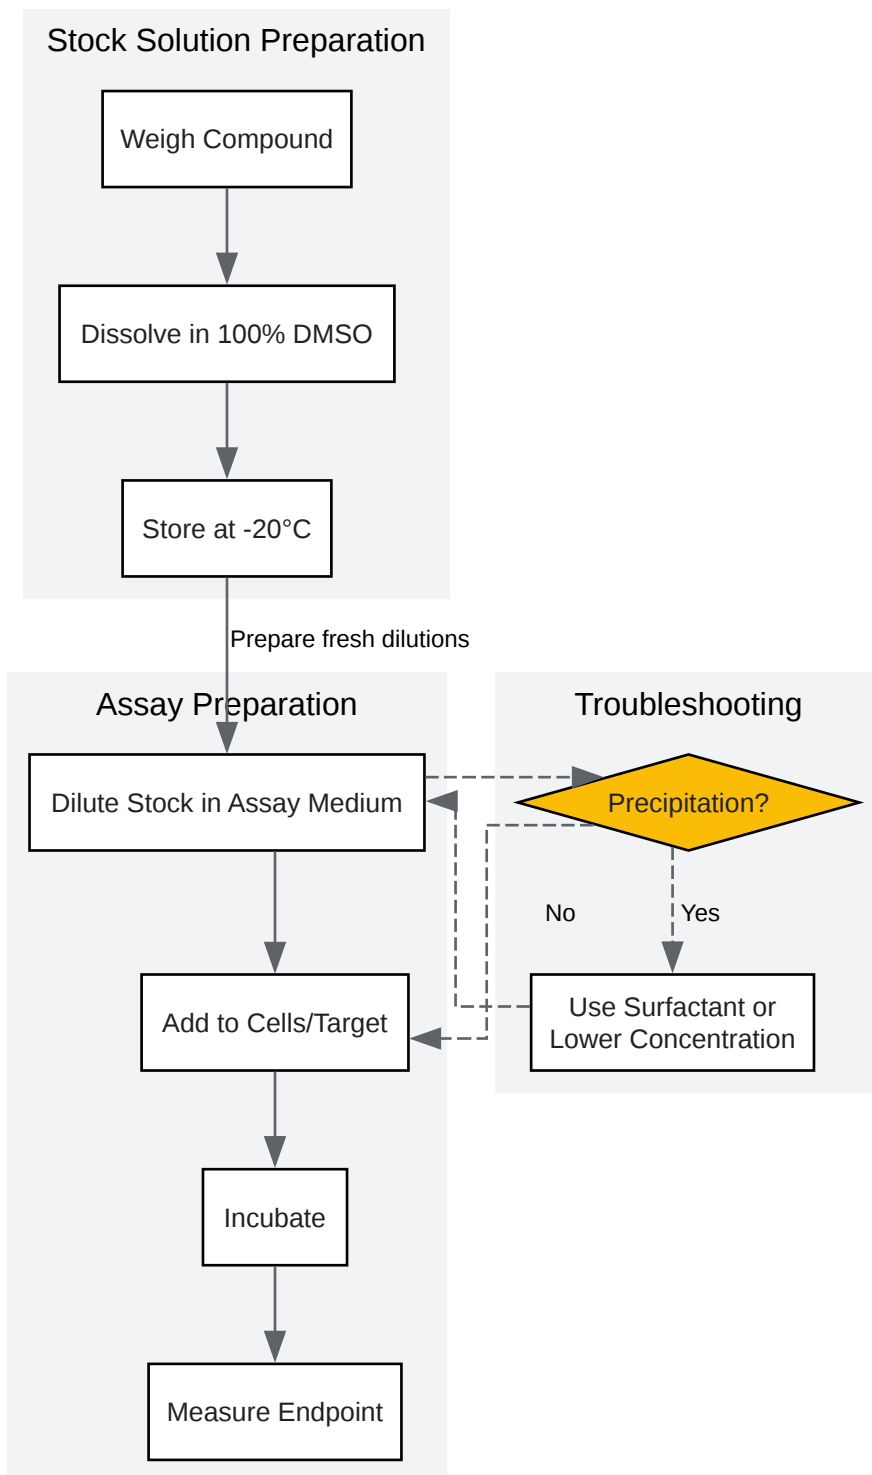 Stock Solution Preparation
Weigh Compound
Dissolve in 100% DMSO
Store at -20°C
Prepare fresh dilutions
Assay Preparation
Dilute Stock in Assay Medium
Add to Cells/Target
Incubate
Measure Endpoint
Troubleshooting
Precipitation?
No
Yes
Use Surfactant or
Lower Concentration